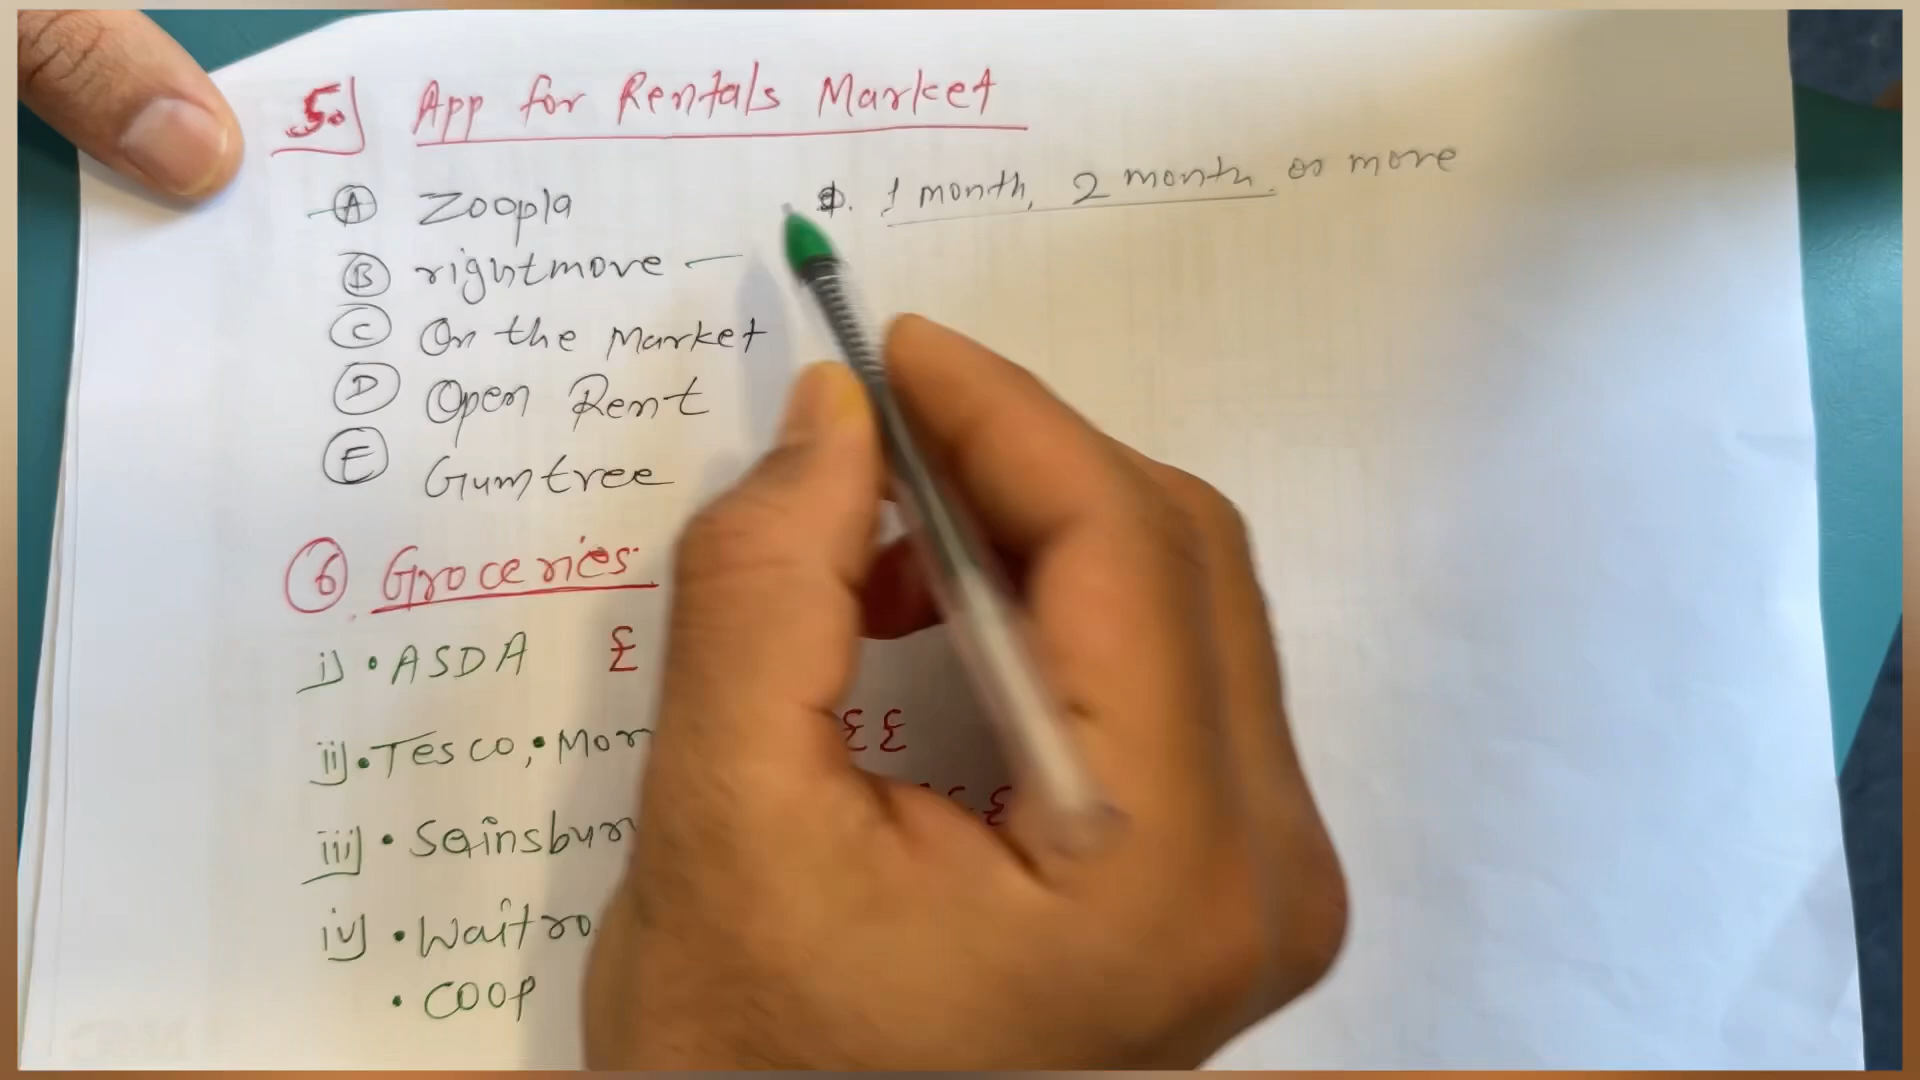 5. App for Rentals Market
A Zoopla
1 month, 2 month or more
B rightmove —
C On the Market
D Open Rent
E Gumtree
6 Groceries
i) • ASDA £
ii) • Tesco, • Mor ££
iii) • Sainsbury £
iv) • Waitro
• COOP